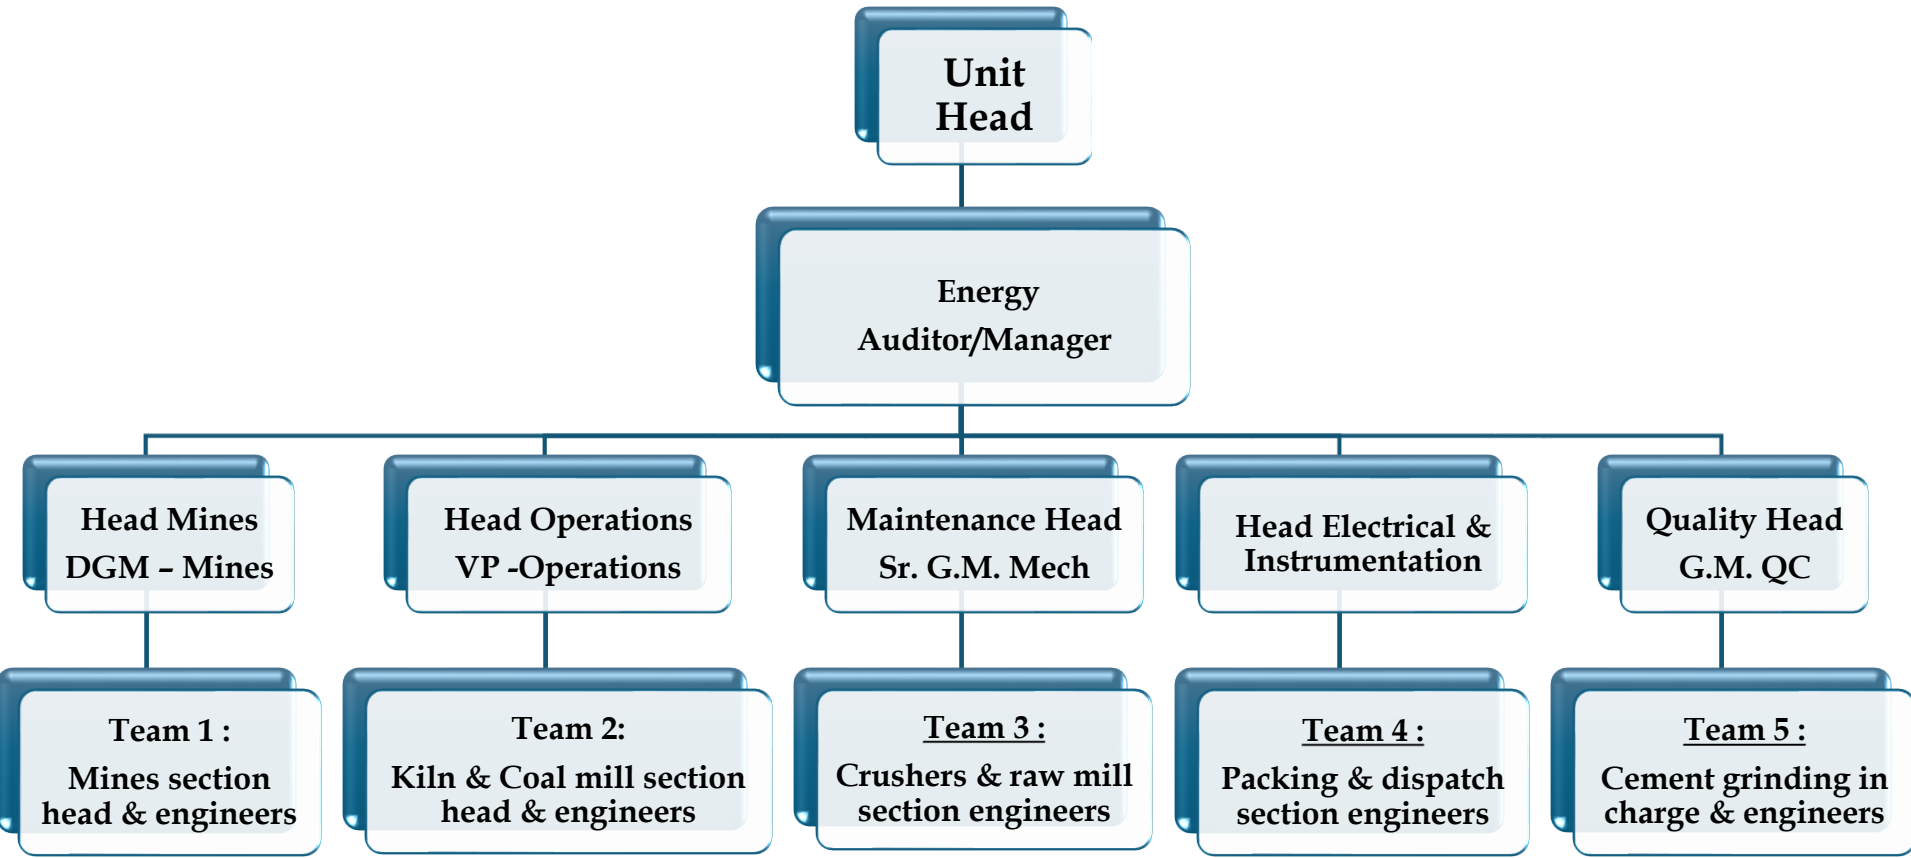 Unit
Head
Energy
Auditor/Manager
Head Mines
DGM – Mines
Head Operations
VP -Operations
Maintenance Head
Sr. G.M. Mech
Head Electrical &
Instrumentation
Quality Head
G.M. QC
Team 1 :
Mines section
head & engineers
Team 2:
Kiln & Coal mill section
head & engineers
Team 3 :
Crushers & raw mill
section engineers
Team 4 :
Packing & dispatch
section engineers
Team 5 :
Cement grinding in
charge & engineers